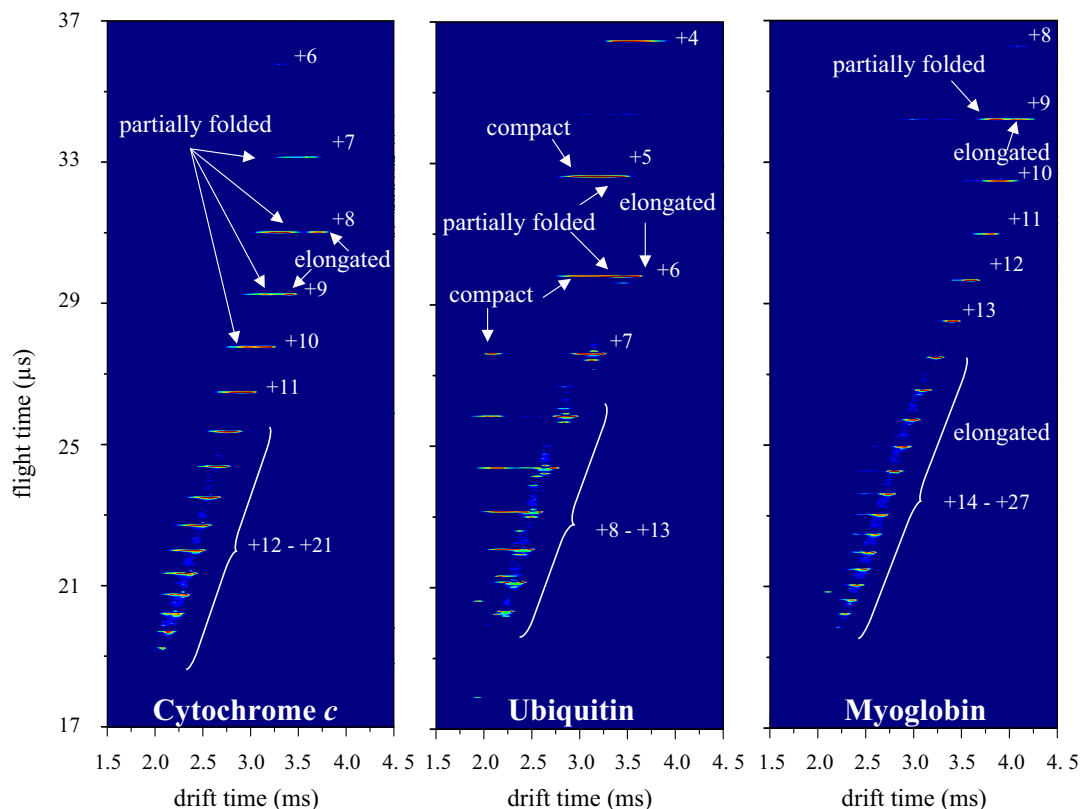 37
33
29
25
21
17
flight time (µs)
+6
partially folded
+7
+8
elongated
+9
+10
+11
+12 - +21
Cytochrome c
1.5 2.0 2.5 3.0 3.5 4.0 4. 5
drift time (ms)
+4
compact
+5
elongated
partially folded
+6
compact
+7
+8 - +13
Ubiquitin
1.5 2.0 2.5 3.0 3.5 4.0 4. 5
drift time (ms)
+8
partially folded
+9
elongated
+10
+11
+12
+13
elongated
+14 - +27
Myoglobin
1.5 2.0 2.5 3.0 3.5 4.0 4. 5
drift time (ms)